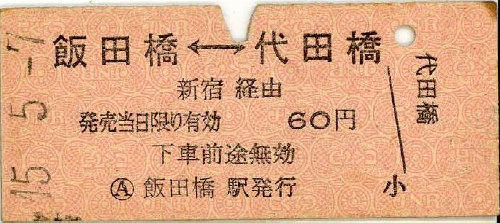 飯田橋⟷代田橋
新宿 経由
発売当日限り有効 60円
下車前途無効
Ⓐ 飯田橋 駅発行
代田橋
小
45. 5. -7